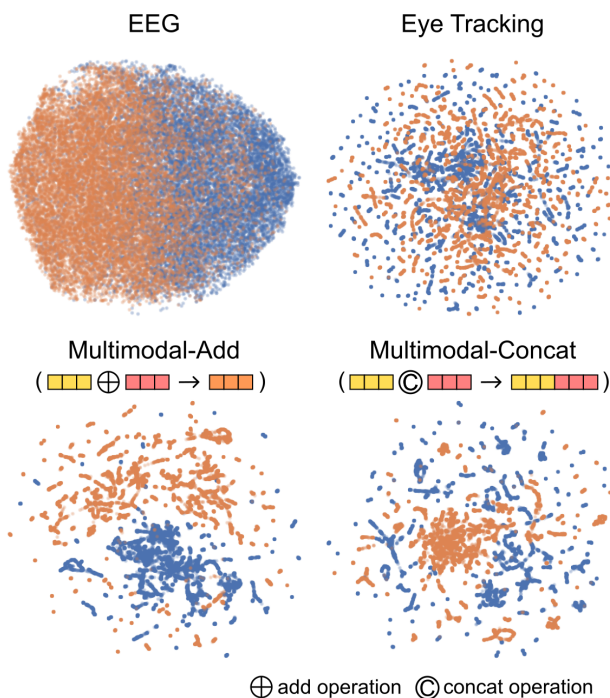 EEG
Eye Tracking
Multimodal-Add
( ⊕ → )
Multimodal-Concat
( © → )
⊕ add operation © concat operation